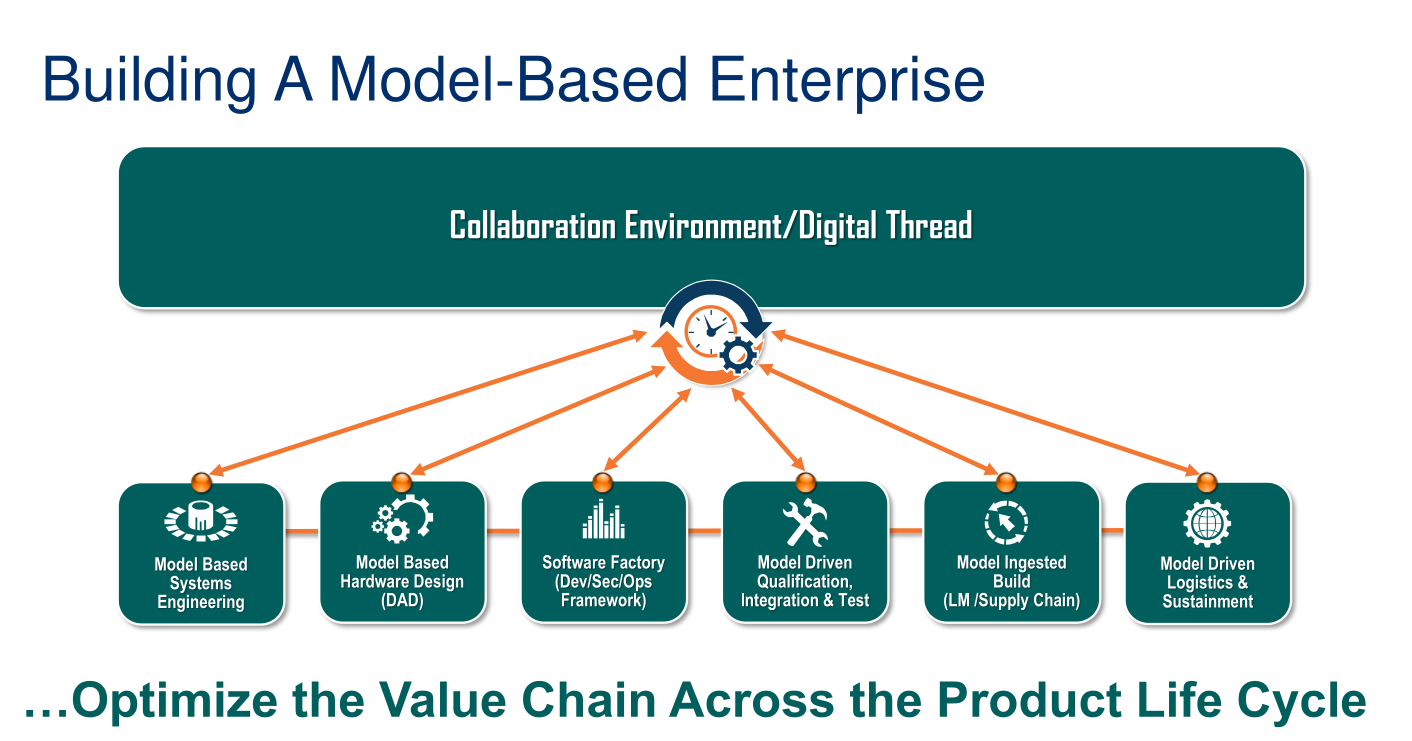 Building A Model-Based Enterprise
Collaboration Environment/Digital Thread
Model Based
Systems
Engineering
Model Based
Hardware Design
(DAD)
Software Factory
(Dev/Sec/Ops
Framework)
Model Driven
Qualification,
Integration & Test
Model Ingested
Build
(LM /Supply Chain)
Model Driven
Logistics &
Sustainment
…Optimize the Value Chain Across the Product Life Cycle